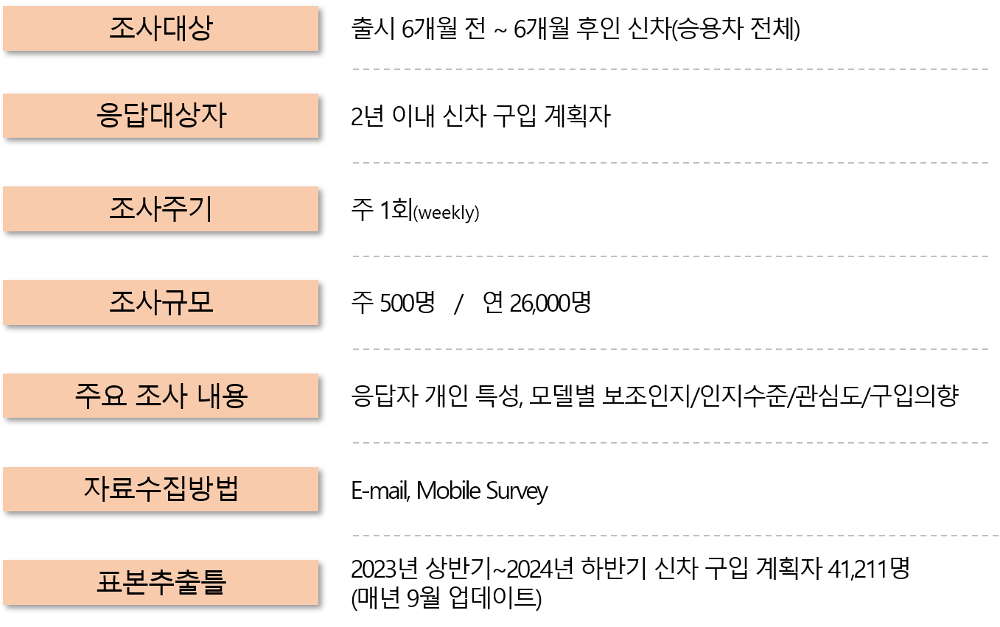 조사대상
출시 6개월 전 ~ 6개월 후인 신차(승용차 전체)
응답대상자
2년 이내 신차 구입 계획자
조사주기
주 1회(weekly)
조사규모
주 500명 / 연 26,000명
주요 조사 내용
응답자 개인 특성, 모델별 보조인지/인지수준/관심도/구입의향
자료수집방법
E-mail, Mobile Survey
표본추출틀
2023년 상반기~2024년 하반기 신차 구입 계획자 41,211명
(매년 9월 업데이트)